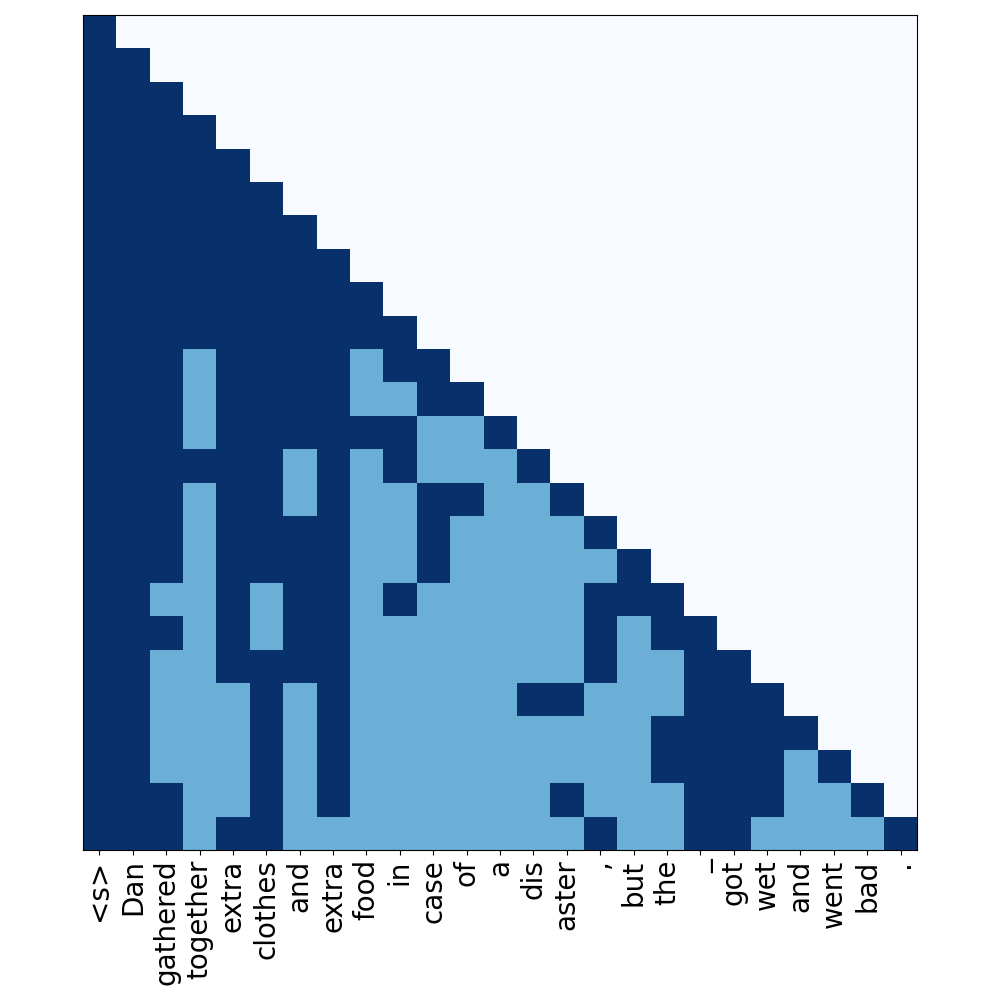 <s> Dan gathered together extra clothes and extra food in case of a dis aster , but the _ got wet and went bad .